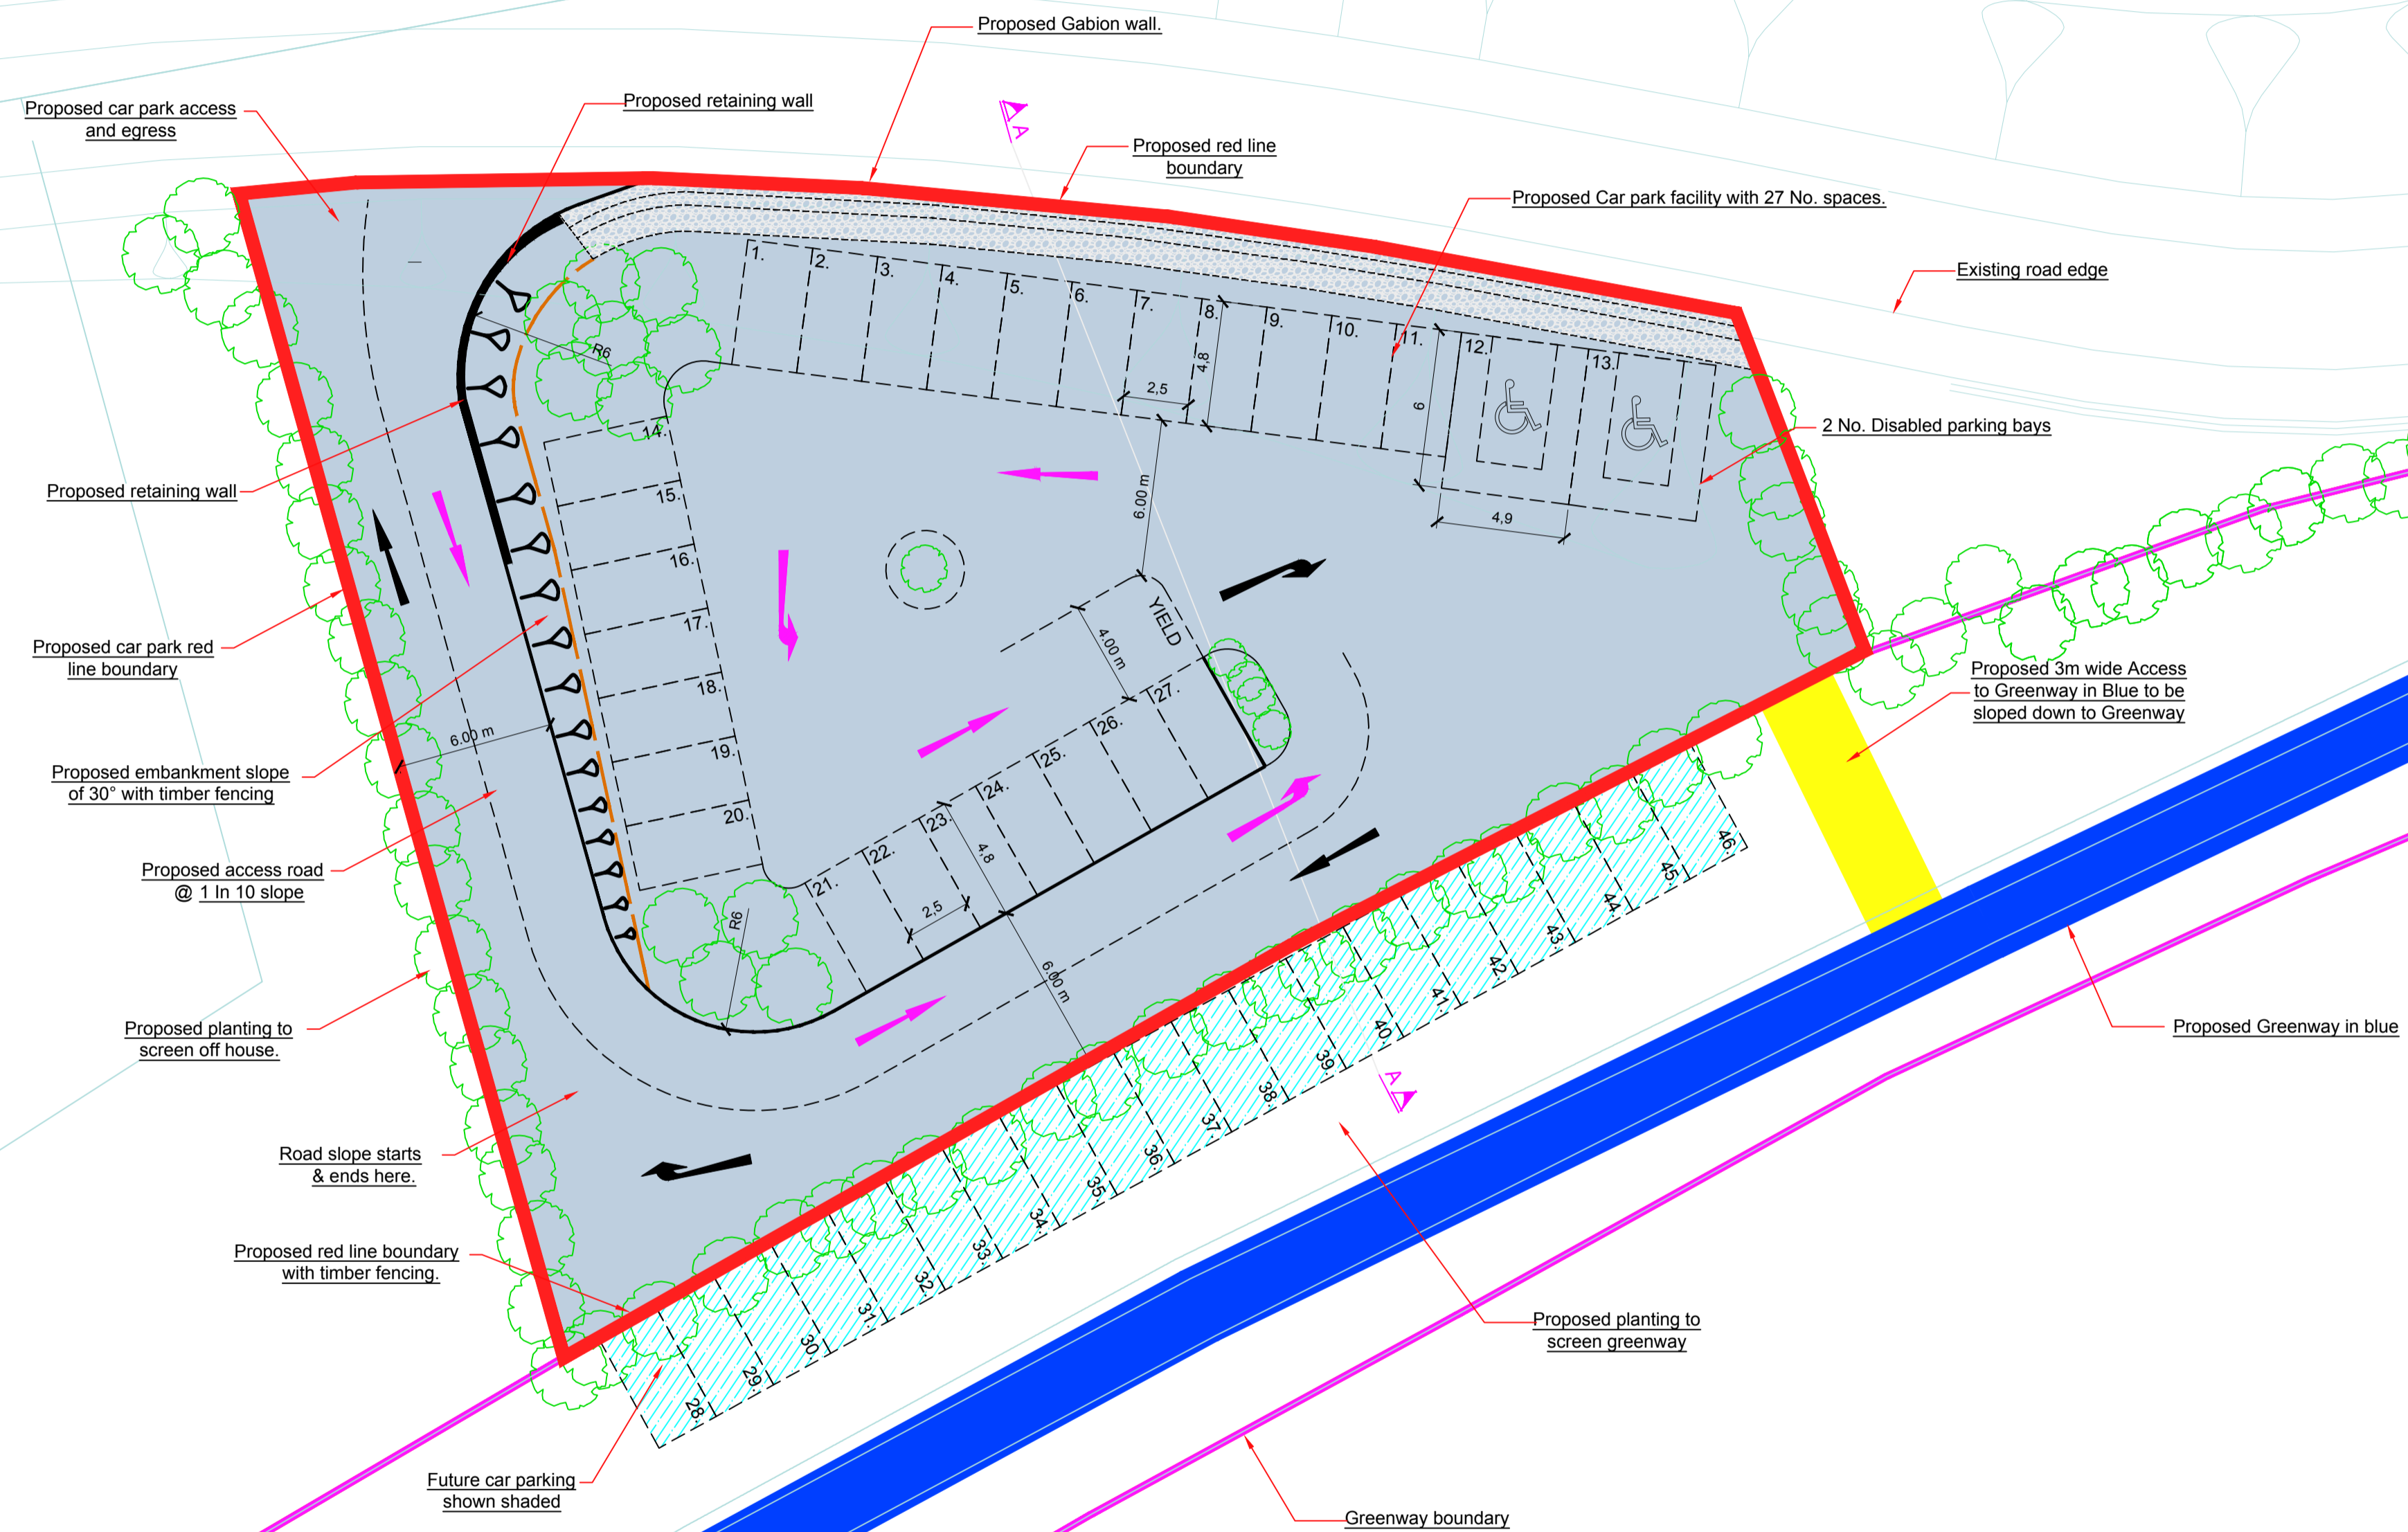 Proposed Gabion wall.
Proposed car park access
and egress
Proposed retaining wall
A
Proposed red line
boundary
Proposed Car park facility with 27 No. spaces.
Existing road edge
1.
2.
3.
4.
5.
6.
7.
8.
9.
10.
11.
12.
13.
R6
2,5
4,8
6
4,9
2 No. Disabled parking bays
Proposed retaining wall
14.
15.
16.
17.
18.
19.
20.
6.00 m
YIELD
4.00 m
Proposed car park red
line boundary
Proposed 3m wide Access
to Greenway in Blue to be
sloped down to Greenway
6.00 m
Proposed embankment slope
of 30° with timber fencing
Proposed access road
@ 1 In 10 slope
21.
22.
23.
24.
25.
26.
27.
4,8
2,5
R6
6.00 m
Proposed planting to
screen off house.
Proposed Greenway in blue
A
Road slope starts
& ends here.
Proposed red line boundary
with timber fencing.
28.
29.
30.
31.
32.
33.
34.
35.
36.
37.
38.
39.
40.
41.
42.
43.
44.
45.
46.
Proposed planting to
screen greenway
Future car parking
shown shaded
Greenway boundary